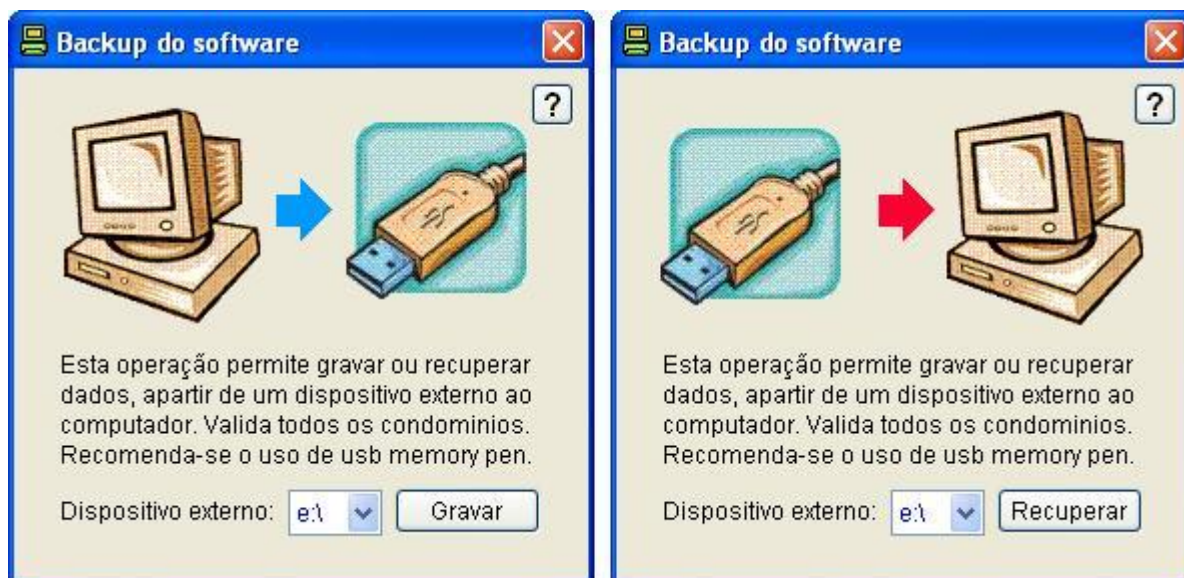 Backup do software
?
Esta operação permite gravar ou recuperar
dados, apartir de um dispositivo externo ao
computador. Valida todos os condominios.
Recomenda-se o uso de usb memory pen.
Dispositivo externo: e:\ Gravar
Backup do software
?
Esta operação permite gravar ou recuperar
dados, apartir de um dispositivo externo ao
computador. Valida todos os condominios.
Recomenda-se o uso de usb memory pen.
Dispositivo externo: e:\ Recuperar